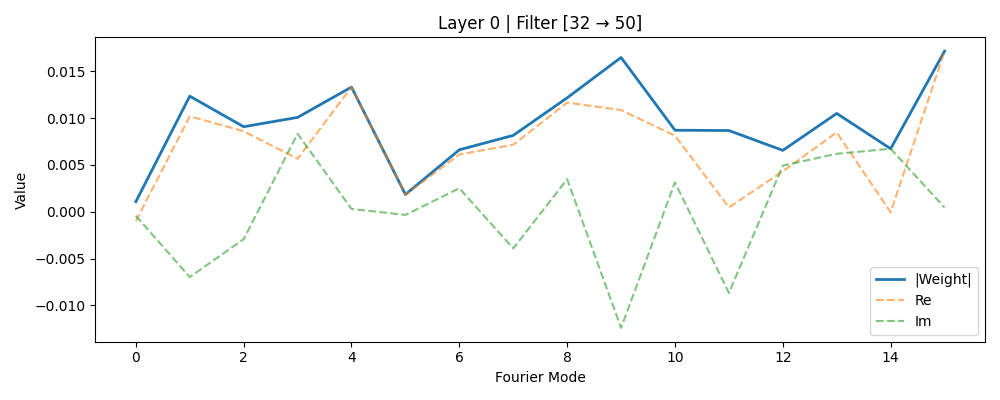 Layer 0 | Filter [32 → 50]
Value
0.015
0.010
0.005
0.000
−0.005
−0.010
|Weight|
Re
Im
0 2 4 6 8 10 12 14
Fourier Mode